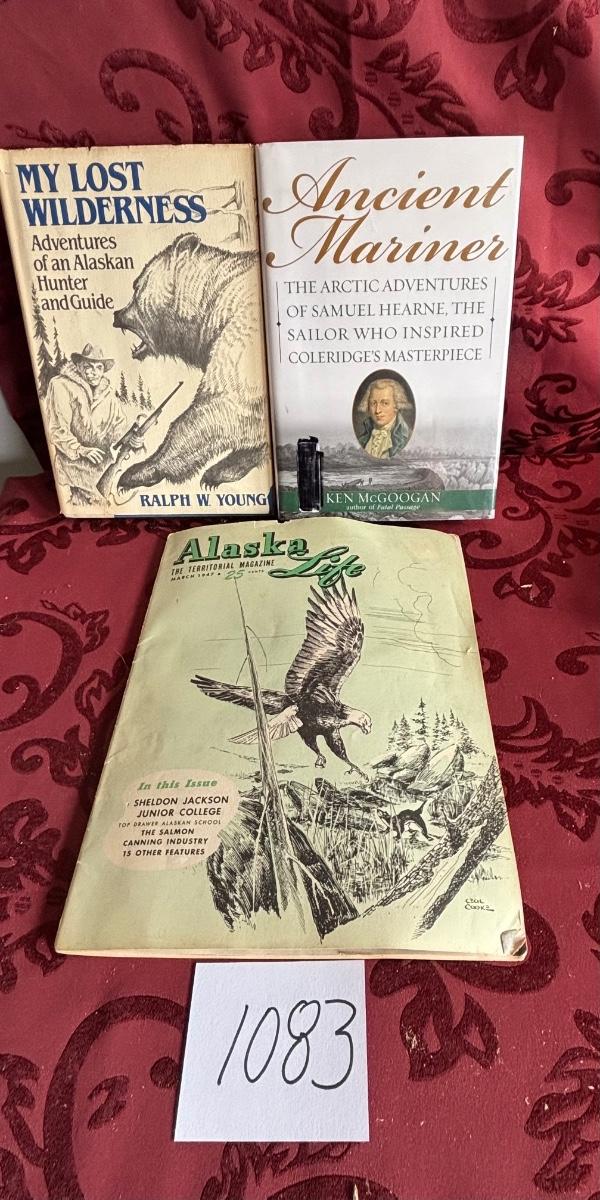 MY LOST
WILDERNESS
Adventures
of an Alaskan
Hunter
and Guide
RALPH W. YOUNG
Ancient
Mariner
THE ARCTIC ADVENTURES
OF SAMUEL HEARNE, THE
SAILOR WHO INSPIRED
COLERIDGE'S MASTERPIECE
KEN McGOOGAN
author of Fatal Passage
Alaska
Life
THE TERRITORIAL MAGAZINE
MARCH 1947 • 25 CENTS
In this Issue
SHELDON JACKSON
JUNIOR COLLEGE
TOP DRAWER ALASKAN SCHOOL
THE SALMON
CANNING INDUSTRY
15 OTHER FEATURES
CECIL
COOKE
1083